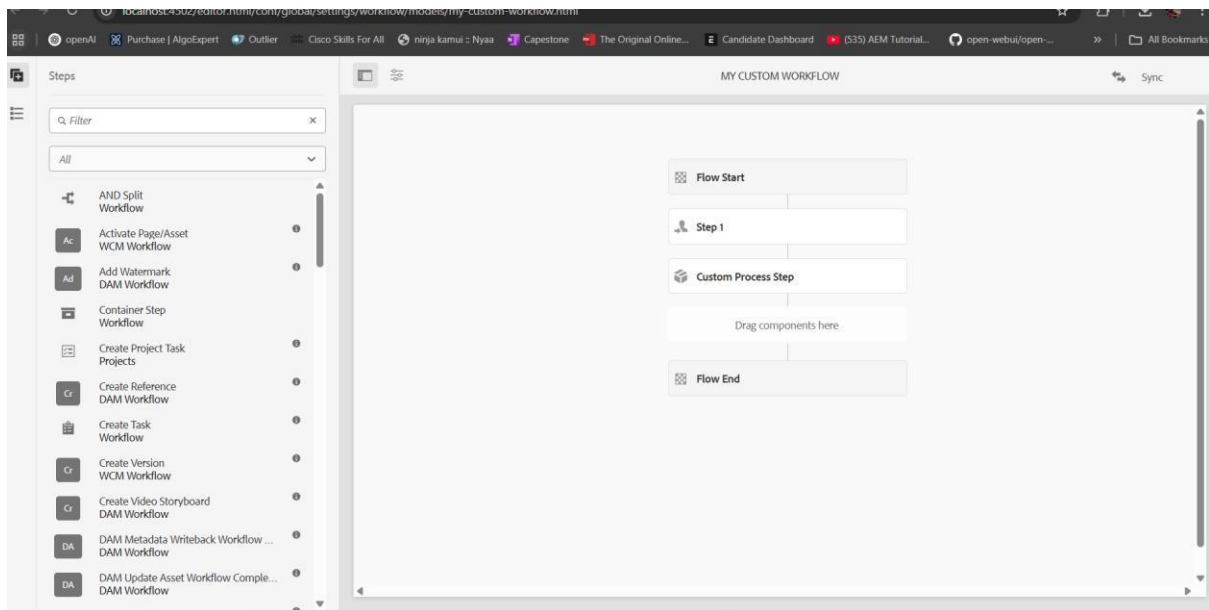 localhost:4502/editor.html/conf/global/settings/workflow/models/my-custom-workflow.html
openAI Purchase | AlgoExpert Outlier Cisco Skills For All ninja kamui :: Nyaa Capestone The Original Online... Candidate Dashboard (535) AEM Tutorial... open-webui/open-... » All Bookmarks
Steps
MY CUSTOM WORKFLOW
Sync
Filter
All
AND Split
Workflow
Ac
Activate Page/Asset
WCM Workflow
Ad
Add Watermark
DAM Workflow
Container Step
Workflow
Create Project Task
Projects
Cr
Create Reference
DAM Workflow
Create Task
Workflow
Cr
Create Version
WCM Workflow
Cr
Create Video Storyboard
DAM Workflow
DA
DAM Metadata Writeback Workflow ...
DAM Workflow
DA
DAM Update Asset Workflow Comple...
DAM Workflow
Flow Start
Step 1
Custom Process Step
Drag components here
Flow End